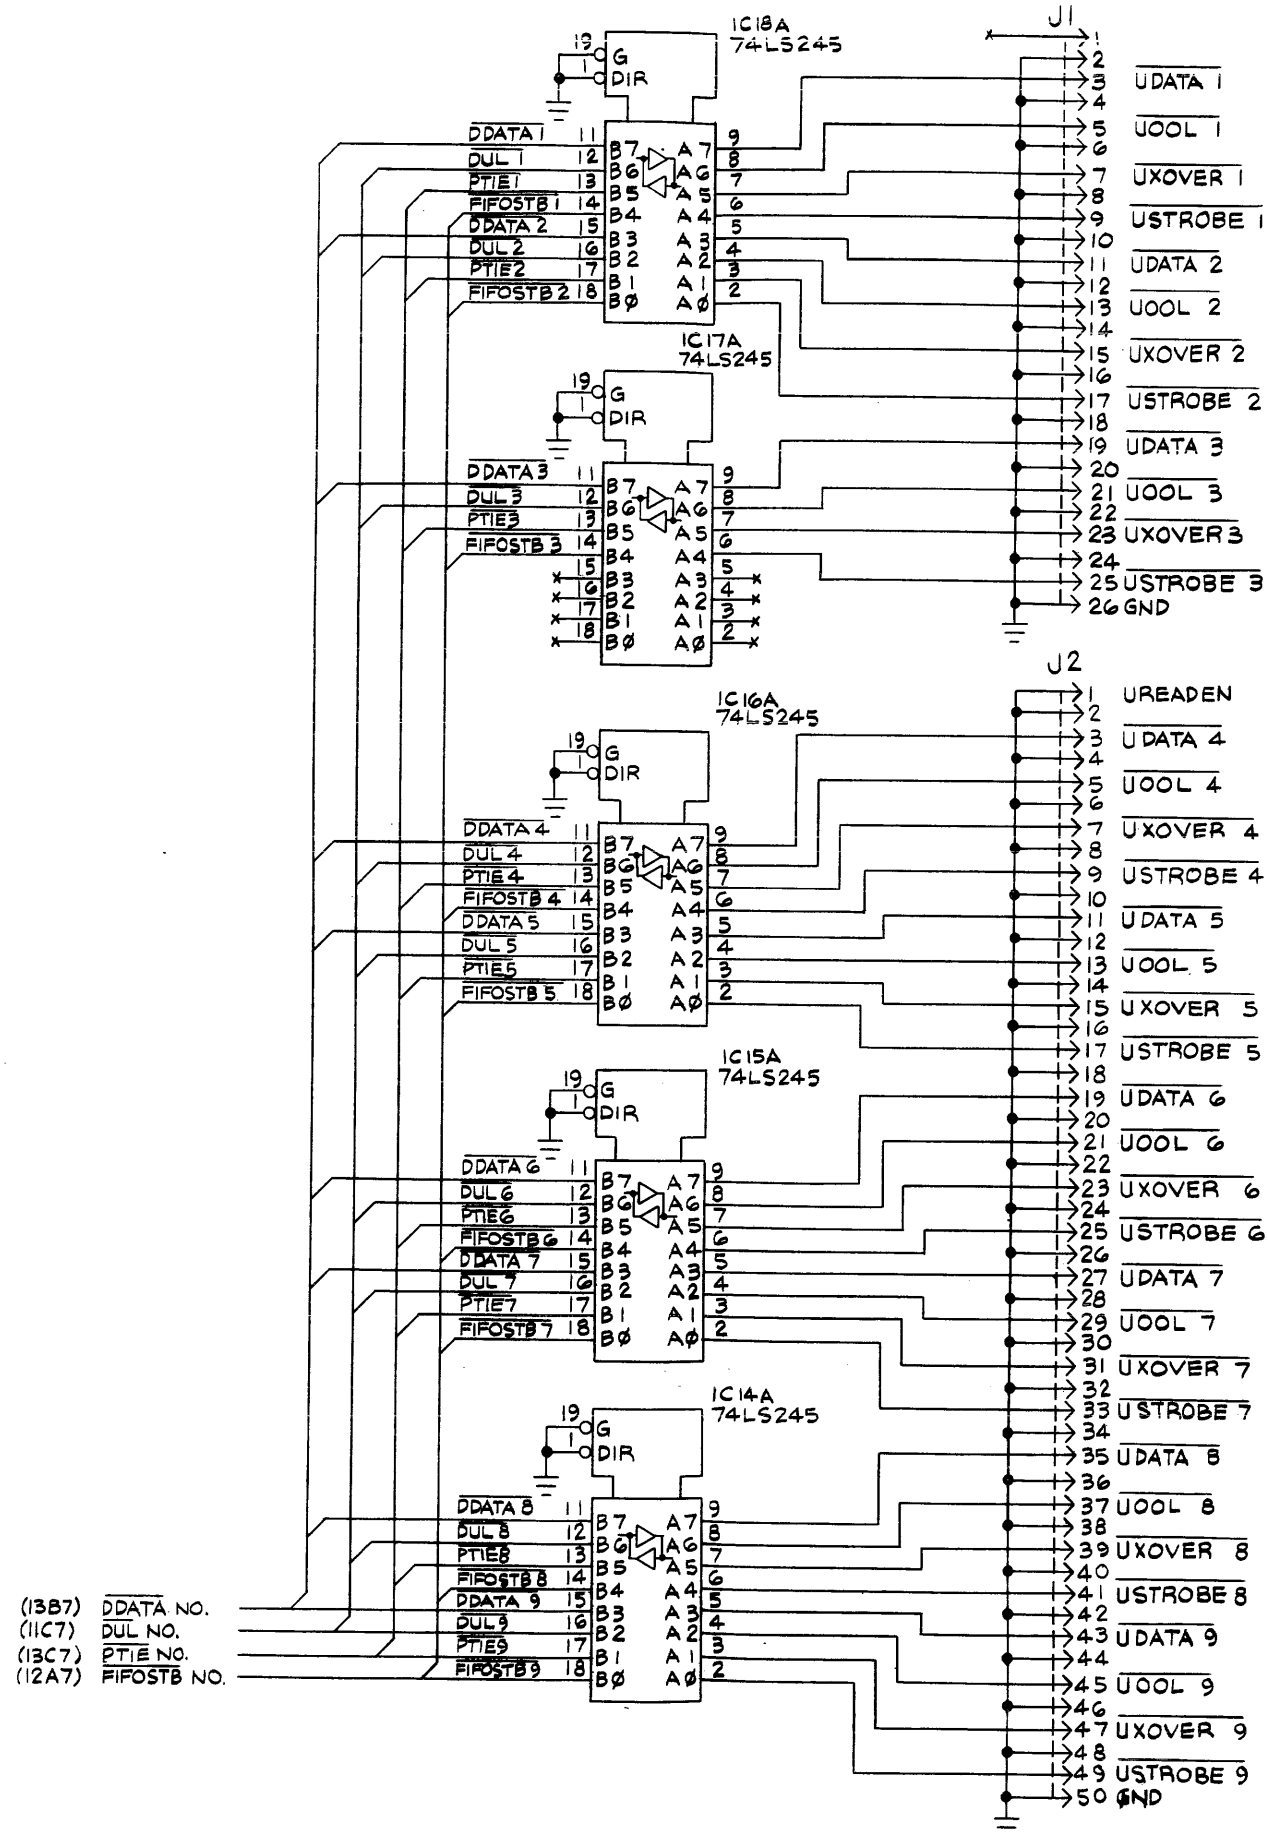 J1
1
2
3 UDATA 1
4
5 UOOL 1
6
7 UXOVER 1
8
9 USTROBE 1
10
11 UDATA 2
12
13 UOOL 2
14
15 UXOVER 2
16
17 USTROBE 2
18
19 UDATA 3
20
21 UOOL 3
22
23 UXOVER 3
24
25 USTROBE 3
26 GND
IC18A
74LS245
19 G
1 DIR
DDATA 1 11 B7 A7 9
DUL 1 12 B6 A6 8
PTIE 1 13 B5 A5 7
FIFOSTB 1 14 B4 A4 6
DDATA 2 15 B3 A3 5
DUL 2 16 B2 A2 4
PTIE 2 17 B1 A1 3
FIFOSTB 2 18 BØ AØ 2
IC17A
74LS245
19 G
1 DIR
DDATA 3 11 B7 A7 9
DUL 3 12 B6 A6 8
PTIE 3 13 B5 A5 7
FIFOSTB 3 14 B4 A4 6
15 B3 A3 5
16 B2 A2 4
17 B1 A1 3
18 BØ AØ 2
J2
1 UREADEN
2
3 UDATA 4
4
5 UOOL 4
6
7 UXOVER 4
8
9 USTROBE 4
10
11 UDATA 5
12
13 UOOL 5
14
15 UXOVER 5
16
17 USTROBE 5
18
19 UDATA 6
20
21 UOOL 6
22
23 UXOVER 6
24
25 USTROBE 6
26
27 UDATA 7
28
29 UOOL 7
30
31 UXOVER 7
32
33 USTROBE 7
34
35 UDATA 8
36
37 UOOL 8
38
39 UXOVER 8
40
41 USTROBE 8
42
43 UDATA 9
44
45 UOOL 9
46
47 UXOVER 9
48
49 USTROBE 9
50 GND
IC16A
74LS245
19 G
1 DIR
DDATA 4 11 B7 A7 9
DUL 4 12 B6 A6 8
PTIE 4 13 B5 A5 7
FIFOSTB 4 14 B4 A4 6
DDATA 5 15 B3 A3 5
DUL 5 16 B2 A2 4
PTIE 5 17 B1 A1 3
FIFOSTB 5 18 BØ AØ 2
IC15A
74LS245
19 G
1 DIR
DDATA 6 11 B7 A7 9
DUL 6 12 B6 A6 8
PTIE 6 13 B5 A5 7
FIFOSTB 6 14 B4 A4 6
DDATA 7 15 B3 A3 5
DUL 7 16 B2 A2 4
PTIE 7 17 B1 A1 3
FIFOSTB 7 18 BØ AØ 2
IC14A
74LS245
19 G
1 DIR
DDATA 8 11 B7 A7 9
DUL 8 12 B6 A6 8
PTIE 8 13 B5 A5 7
FIFOSTB 8 14 B4 A4 6
DDATA 9 15 B3 A3 5
DUL 9 16 B2 A2 4
PTIE 9 17 B1 A1 3
FIFOSTB 9 18 BØ AØ 2
(13B7) DDATA NO.
(11C7) DUL NO.
(13C7) PTIE NO.
(12A7) FIFOSTB NO.